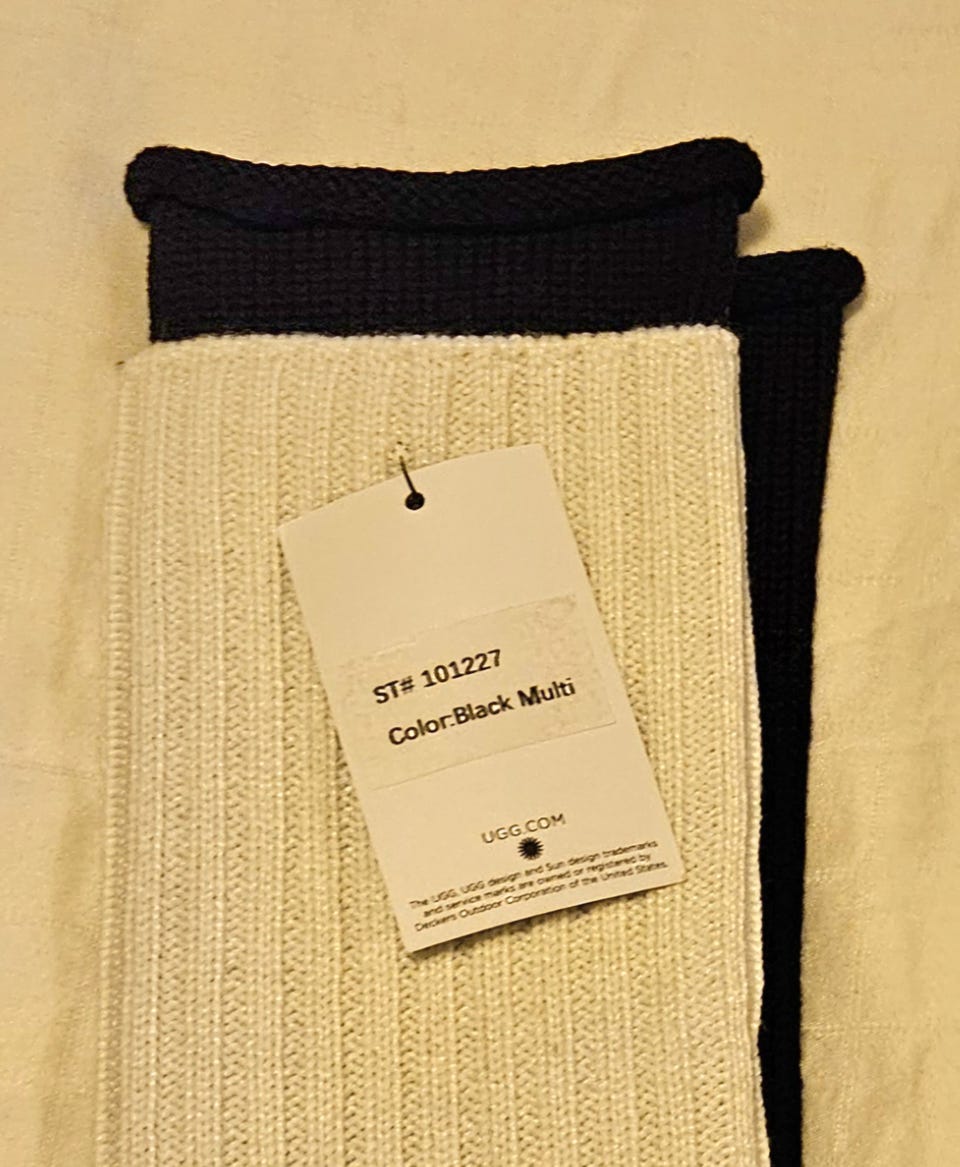 ST# 101227
Color:Black Multi
UGG.COM
The UGG, UGG design and Sun design trademarks
and service marks are owned or registered by
Deckers Outdoor Corporation of the United States.